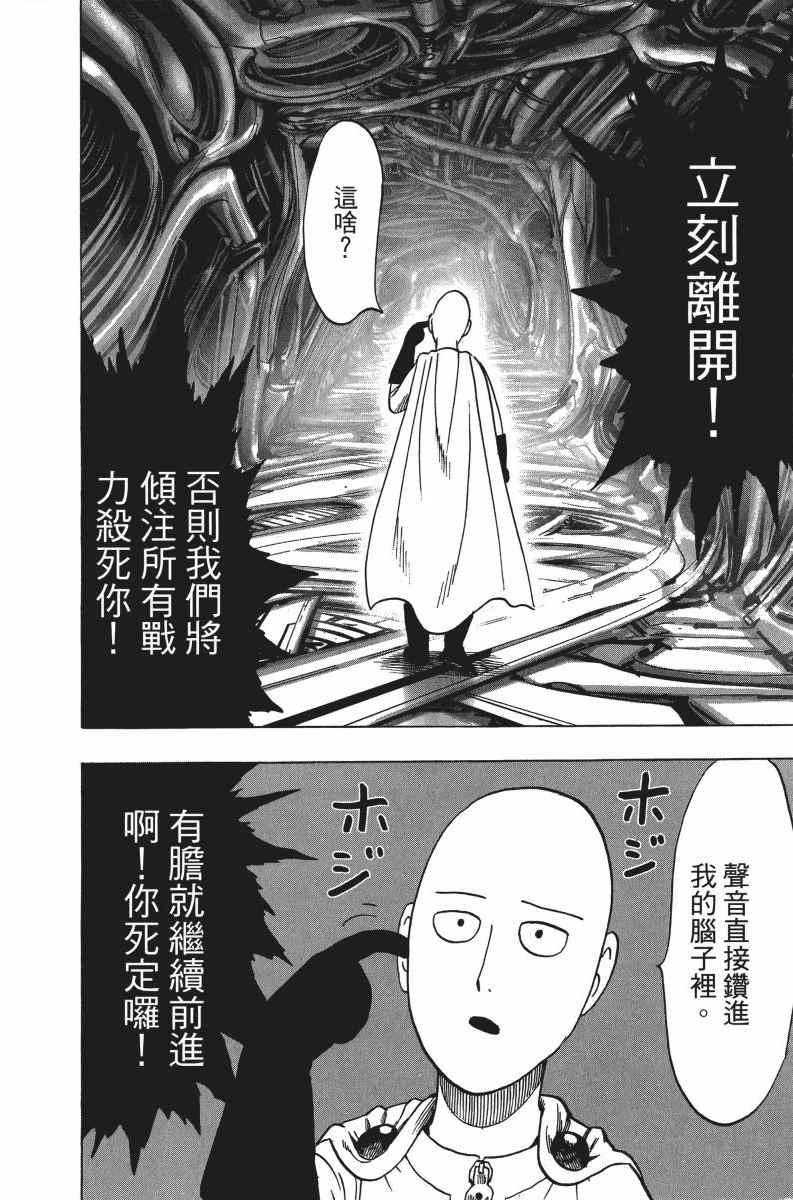 立刻離開！
這啥？
否則我們將
傾注所有戰
力殺死你！
聲音直接鑽進
我的腦子裡。
ホジ
ホジ
有膽就繼續前進
啊！你死定囉！